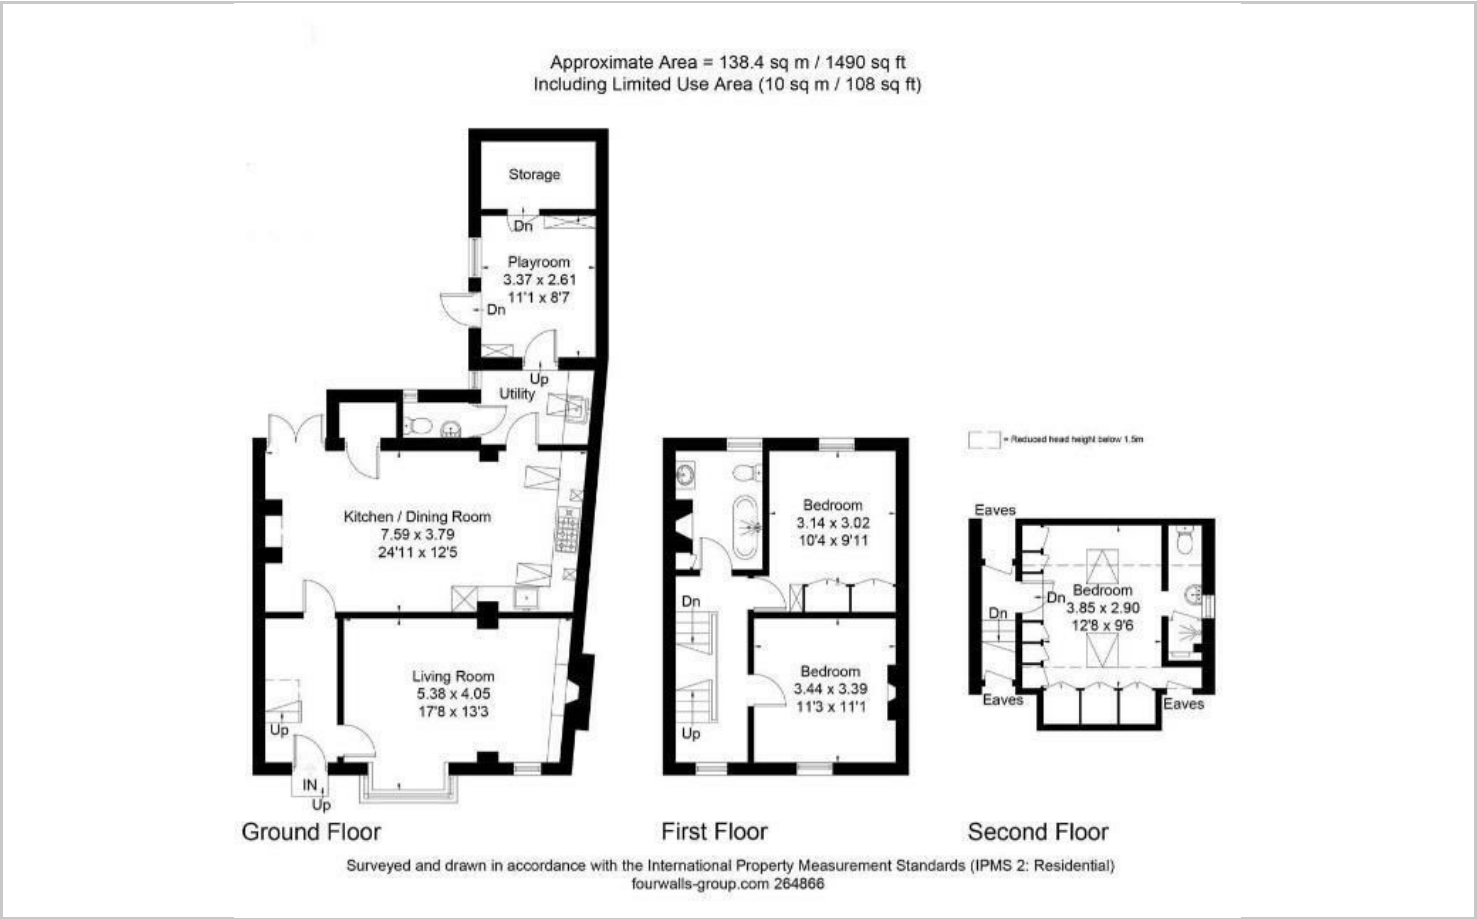 Approximate Area = 138.4 sq m / 1490 sq ft
Including Limited Use Area (10 sq m / 108 sq ft)
Storage
Dn
Playroom
3.37 x 2.61
11'1 x 8'7
Dn
Up
Utility
Kitchen / Dining Room
7.59 x 3.79
24'11 x 12'5
Living Room
5.38 x 4.05
17'8 x 13'3
Up
IN
Up
Ground Floor
Bedroom
3.14 x 3.02
10'4 x 9'11
Dn
Bedroom
3.44 x 3.39
11'3 x 11'1
Up
First Floor
= Reduced head height below 1.5m
Eaves
Bedroom
3.85 x 2.90
12'8 x 9'6
Dn
Dn
Eaves
Eaves
Second Floor
Surveyed and drawn in accordance with the International Property Measurement Standards (IPMS 2: Residential)
fourwalls-group.com 264866